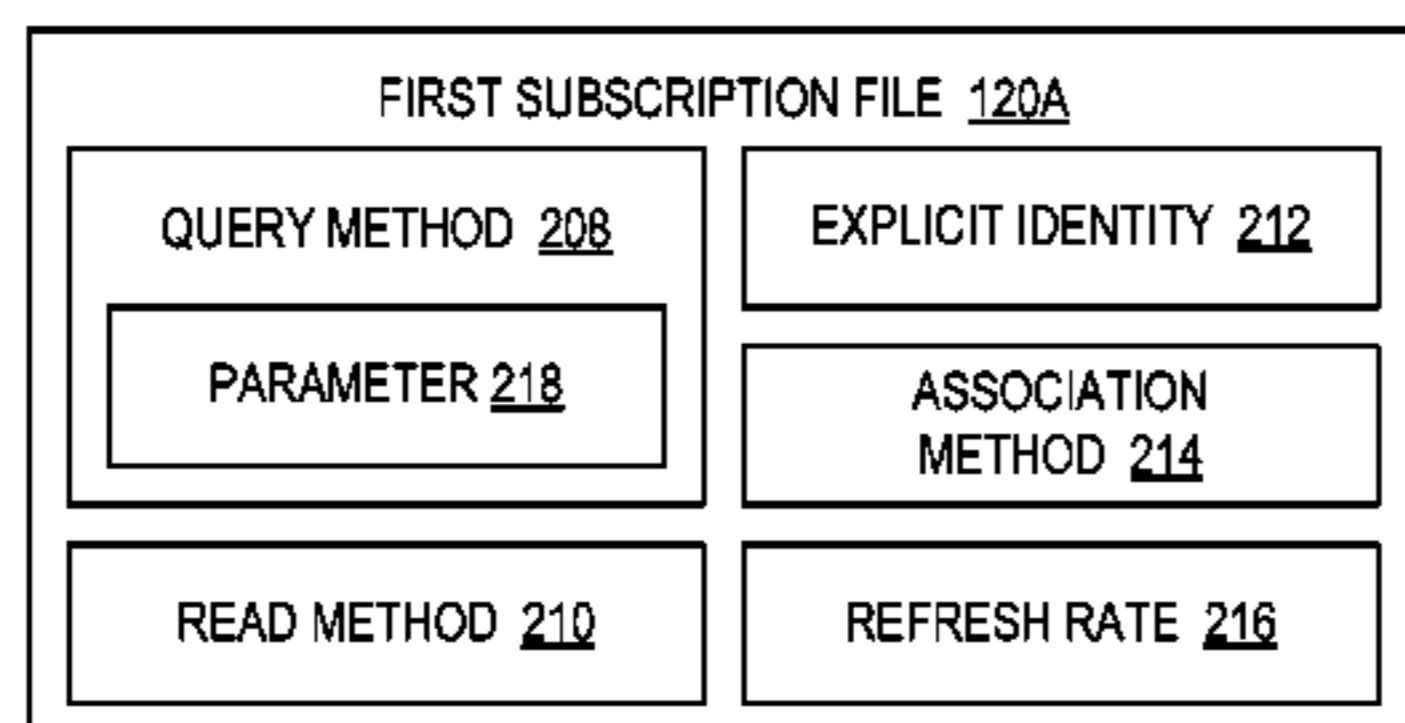 FIRST SUBSCRIPTION FILE 120A
QUERY METHOD 208
PARAMETER 218
READ METHOD 210
EXPLICIT IDENTITY 212
ASSOCIATION
METHOD 214
REFRESH RATE 216